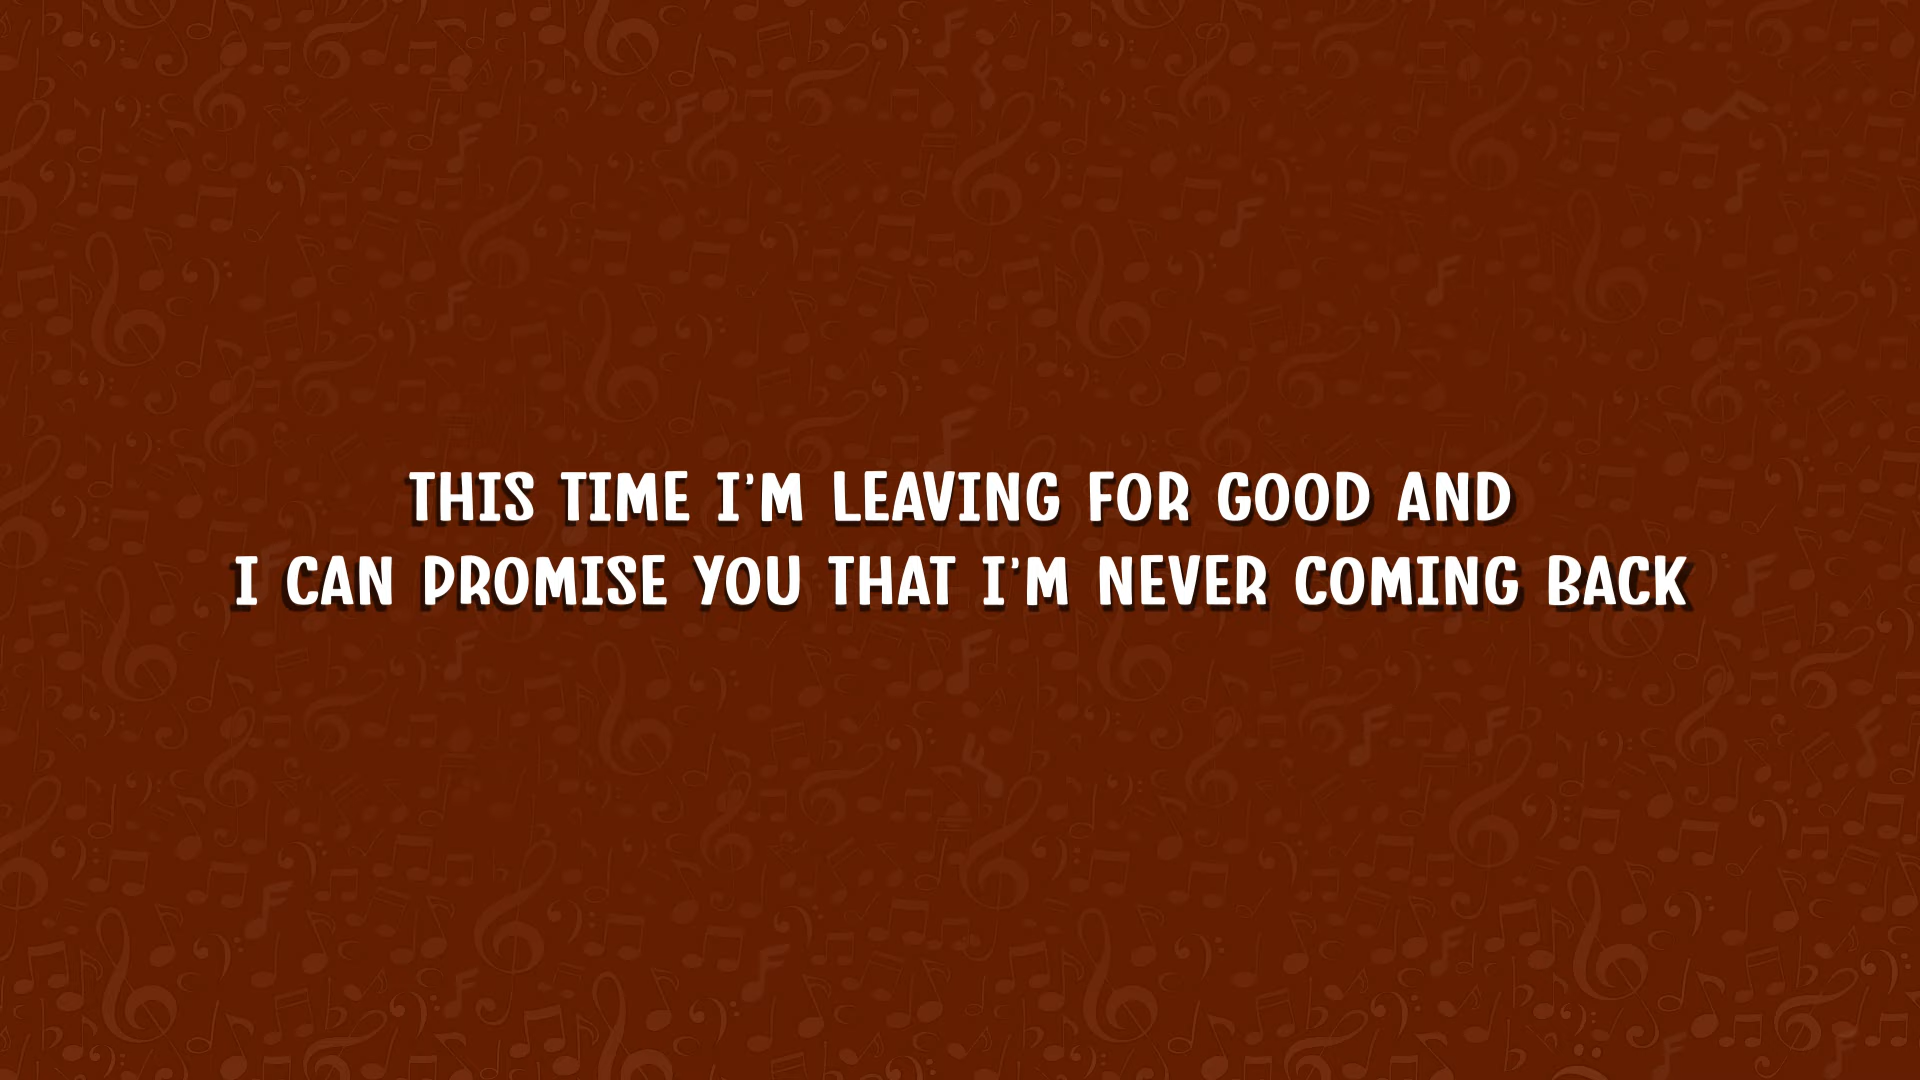 THIS TIME I'M LEAVING FOR GOOD AND
I CAN PROMISE YOU THAT I'M NEVER COMING BACK